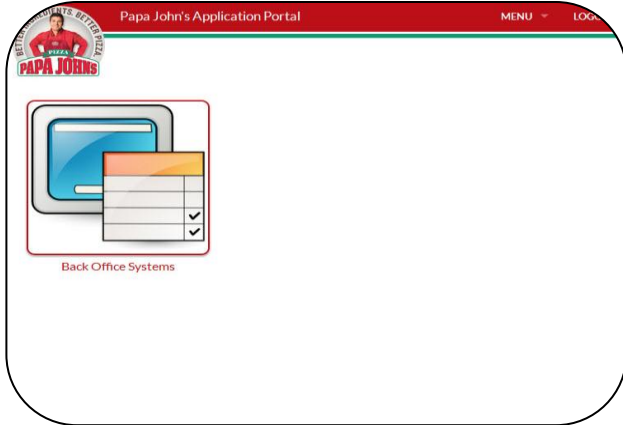 Papa John's Application Portal
MENU
BETTER INGREDIENTS. BETTER PIZZA.
PIZZA
PAPA JOHNS
Back Office Systems